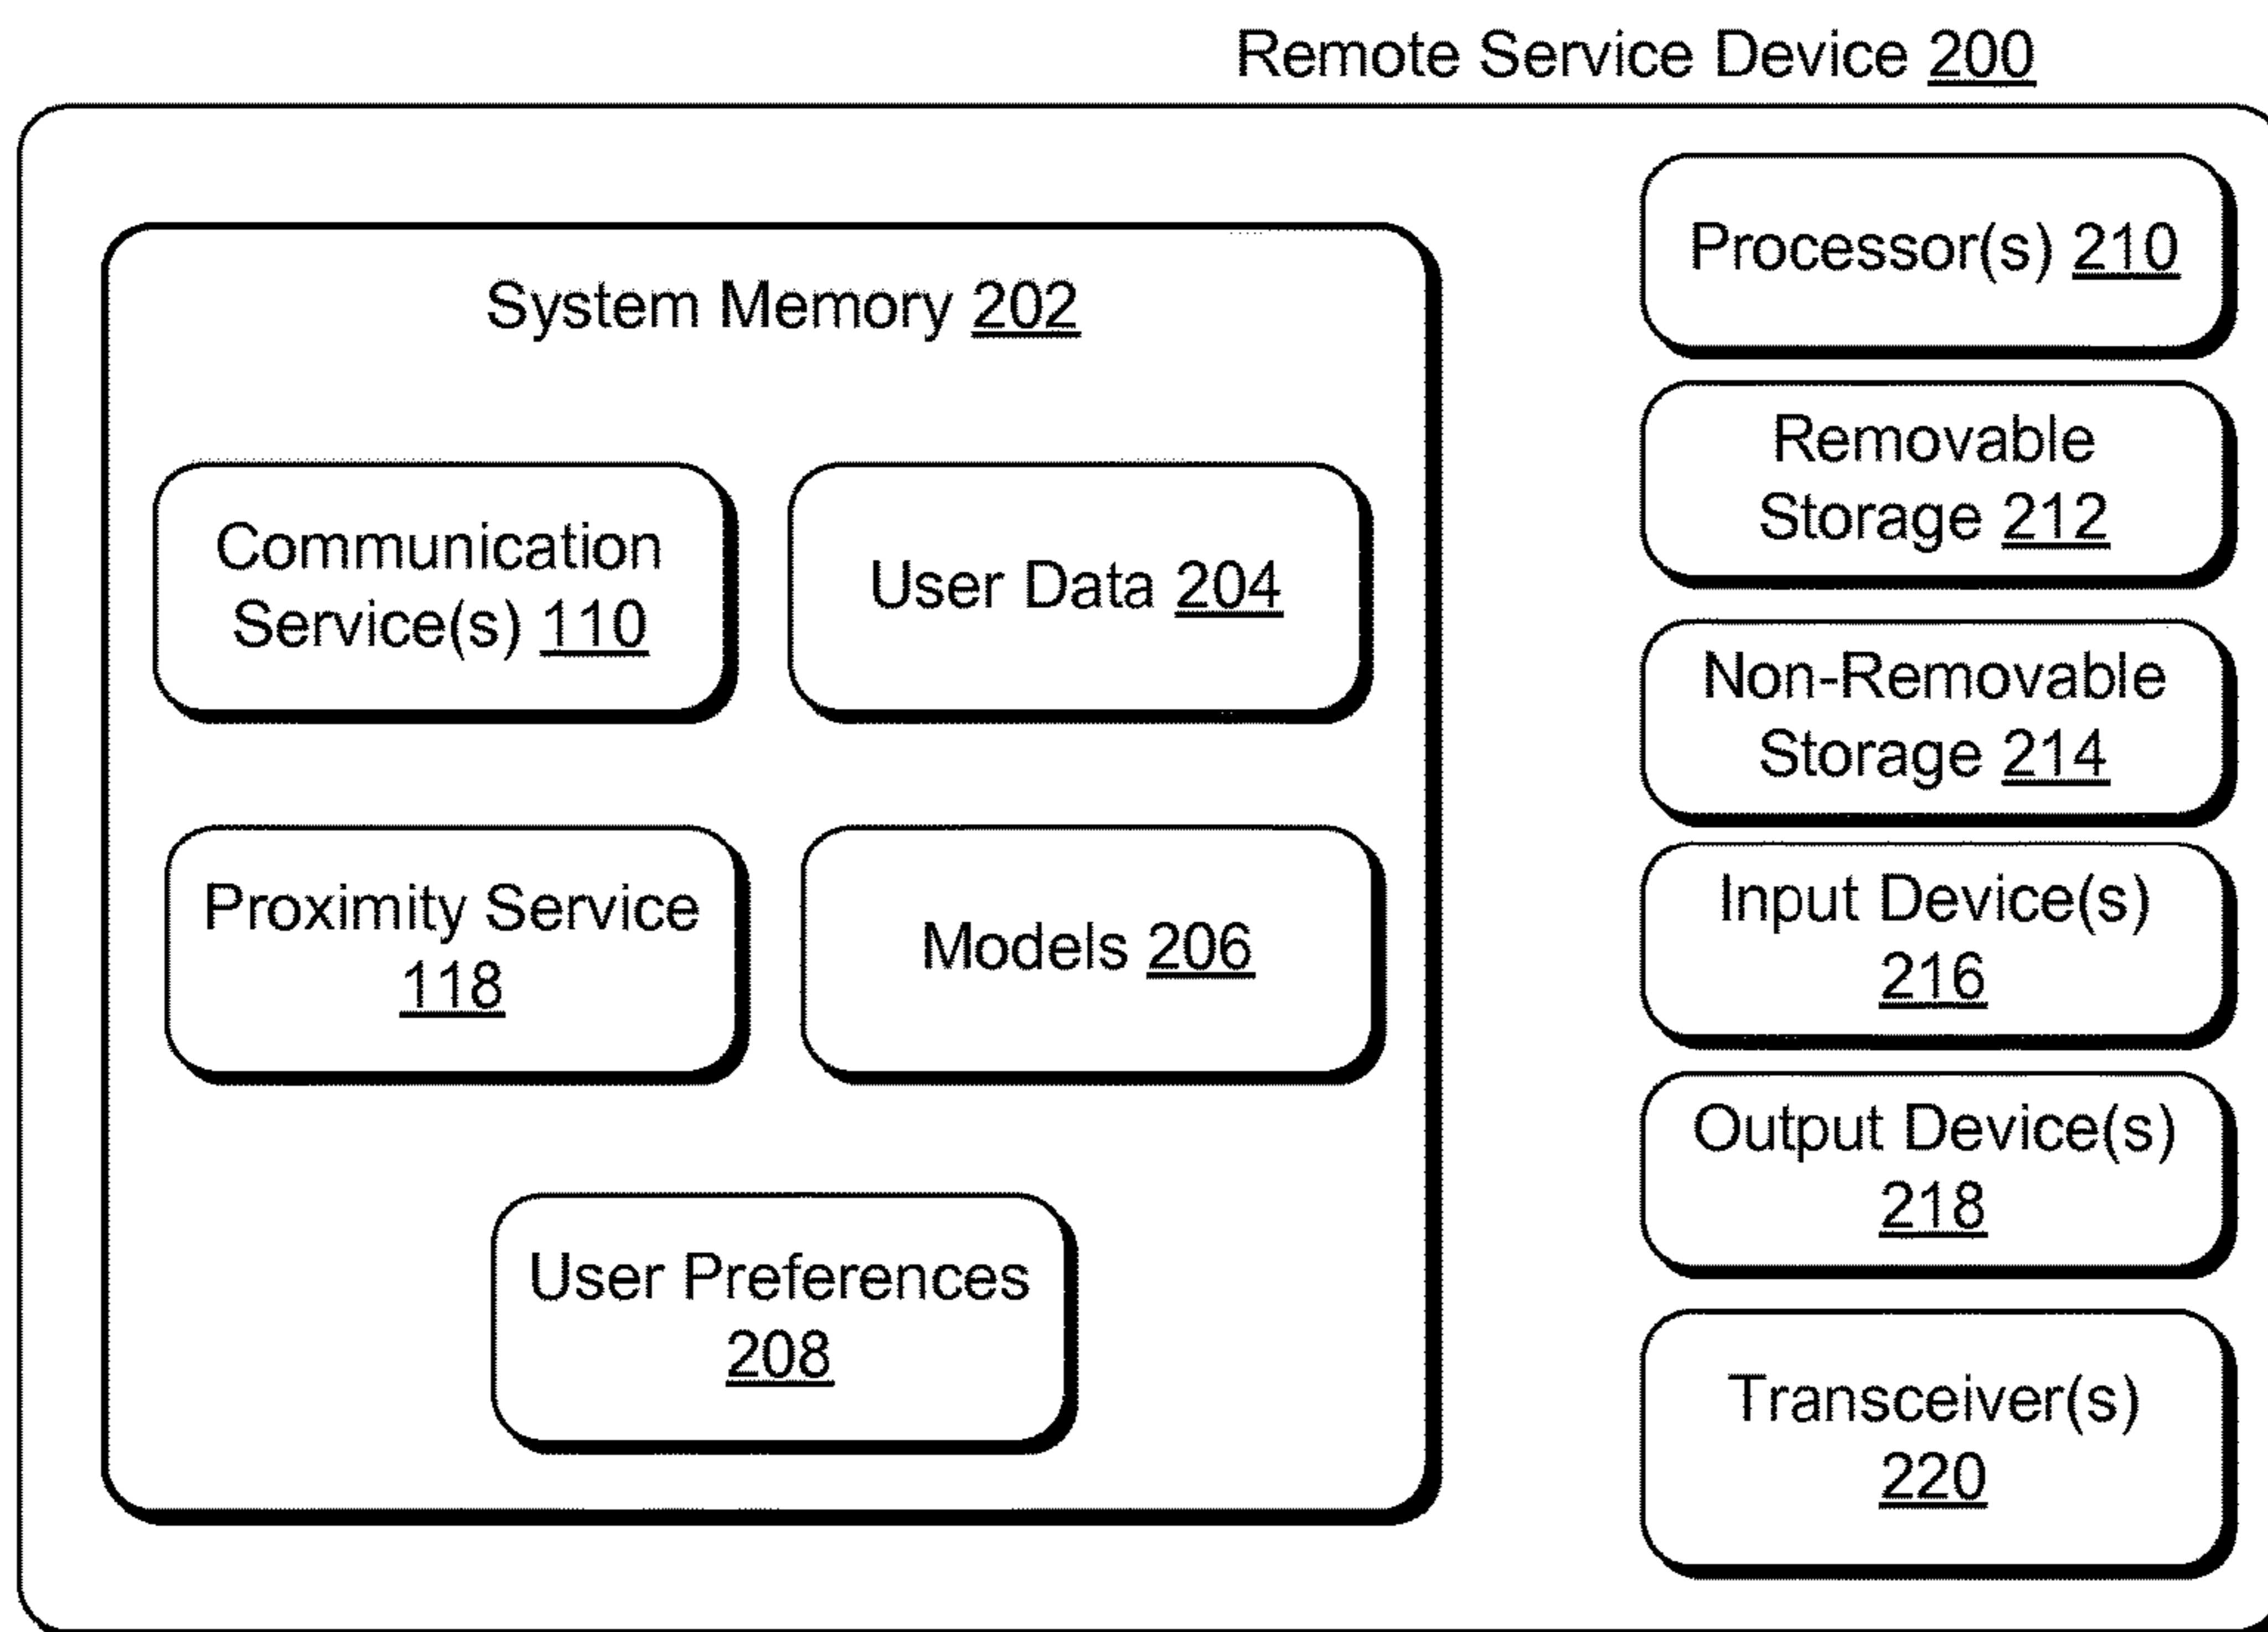 Remote Service Device 200
System Memory 202
Communication
Service(s) 110
User Data 204
Proximity Service
118
Models 206
User Preferences
208
Processor(s) 210
Removable
Storage 212
Non-Removable
Storage 214
Input Device(s)
216
Output Device(s)
218
Transceiver(s)
220